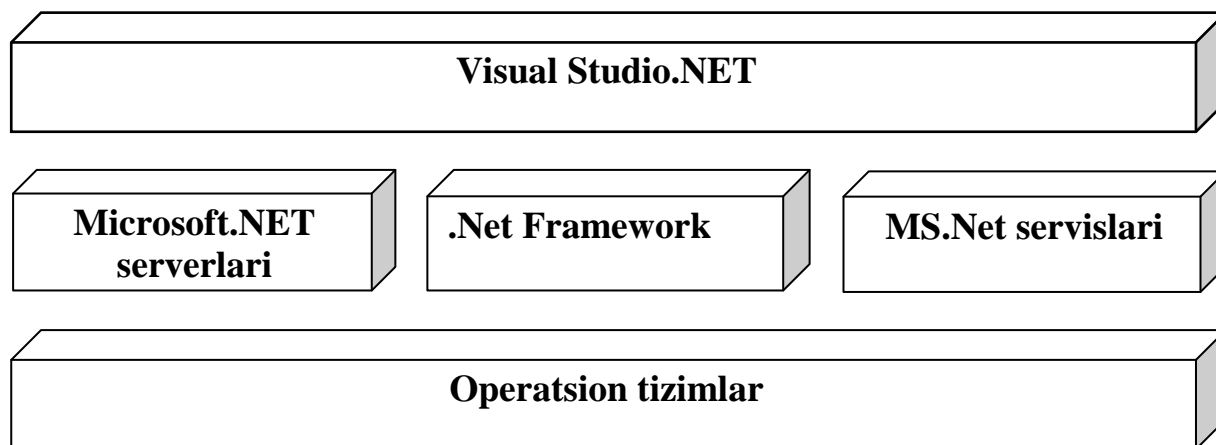 Visual Studio.NET
Microsoft.NET
serverlari
.Net Framework
MS.Net servislari
Operatsion tizimlar